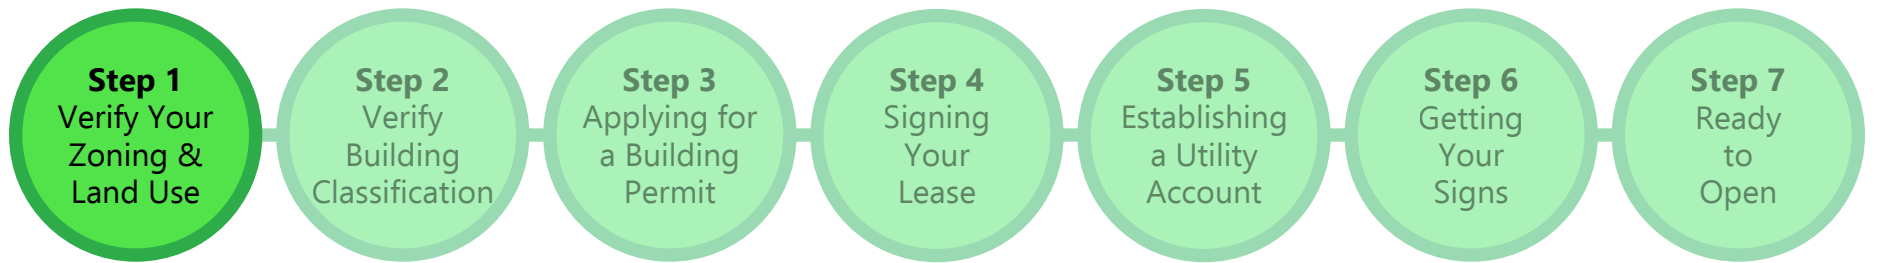 Step 1
Verify Your
Zoning &
Land Use
Step 2
Verify
Building
Classification
Step 3
Applying for
a Building
Permit
Step 4
Signing
Your
Lease
Step 5
Establishing
a Utility
Account
Step 6
Getting
Your
Signs
Step 7
Ready
to
Open